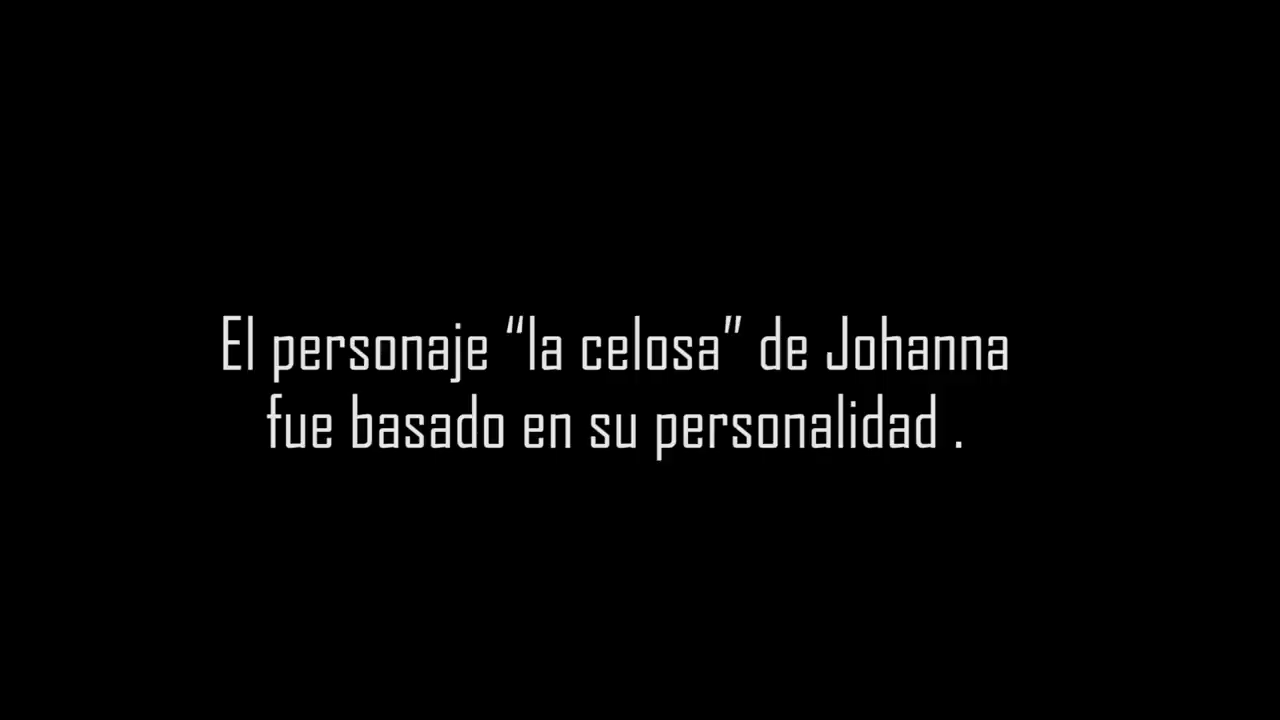 El personaje “la celosa” de Johanna
fue basado en su personalidad .